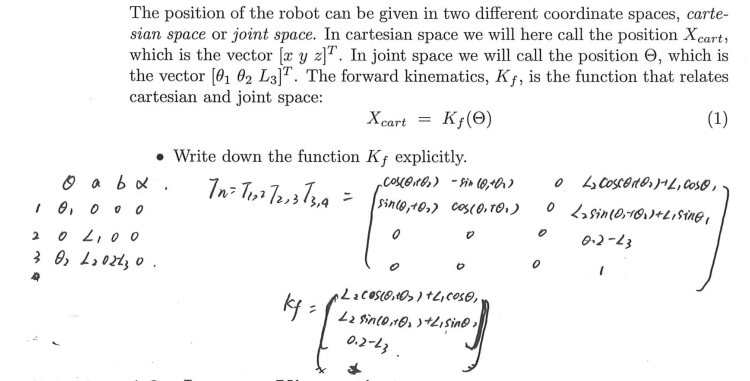 The position of the robot can be given in two different coordinate spaces, carte-
sian space or joint space. In cartesian space we will here call the position X_cart,
which is the vector [x y z]^T. In joint space we will call the position Θ, which is
the vector [θ₁ θ₂ L₃]^T. The forward kinematics, K_f, is the function that relates
cartesian and joint space:
X_cart = K_f(Θ) (1)
• Write down the function K_f explicitly.
θ a b α .
1 θ₁ 0 0 0
2 0 L₁ 0 0
3 θ₂ L₂ 0.2-L₃ 0 .
Tn = T₁,₂ T₂,₃ T₃,₄ =
cos(θ₁+θ₂) -sin(θ₁+θ₂) 0 L₂cos(θ₁+θ₂)+L₁cosθ₁
sin(θ₁+θ₂) cos(θ₁+θ₂) 0 L₂sin(θ₁+θ₂)+L₁sinθ₁
0 0 0 0.2-L₃
0 0 0 1
kf =
L₂cos(θ₁+θ₂)+L₁cosθ₁
L₂sin(θ₁+θ₂)+L₁sinθ₁
0.2-L₃